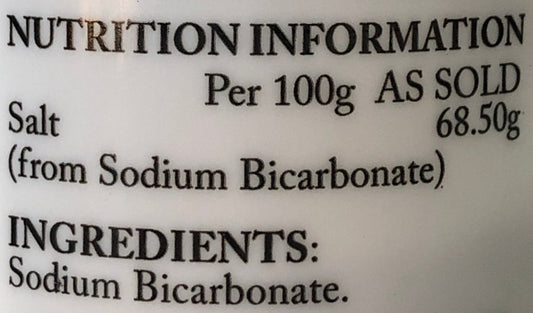 NUTRITION INFORMATION
Per 100g AS SOLD
Salt 68.50g
(from Sodium Bicarbonate)
INGREDIENTS:
Sodium Bicarbonate.